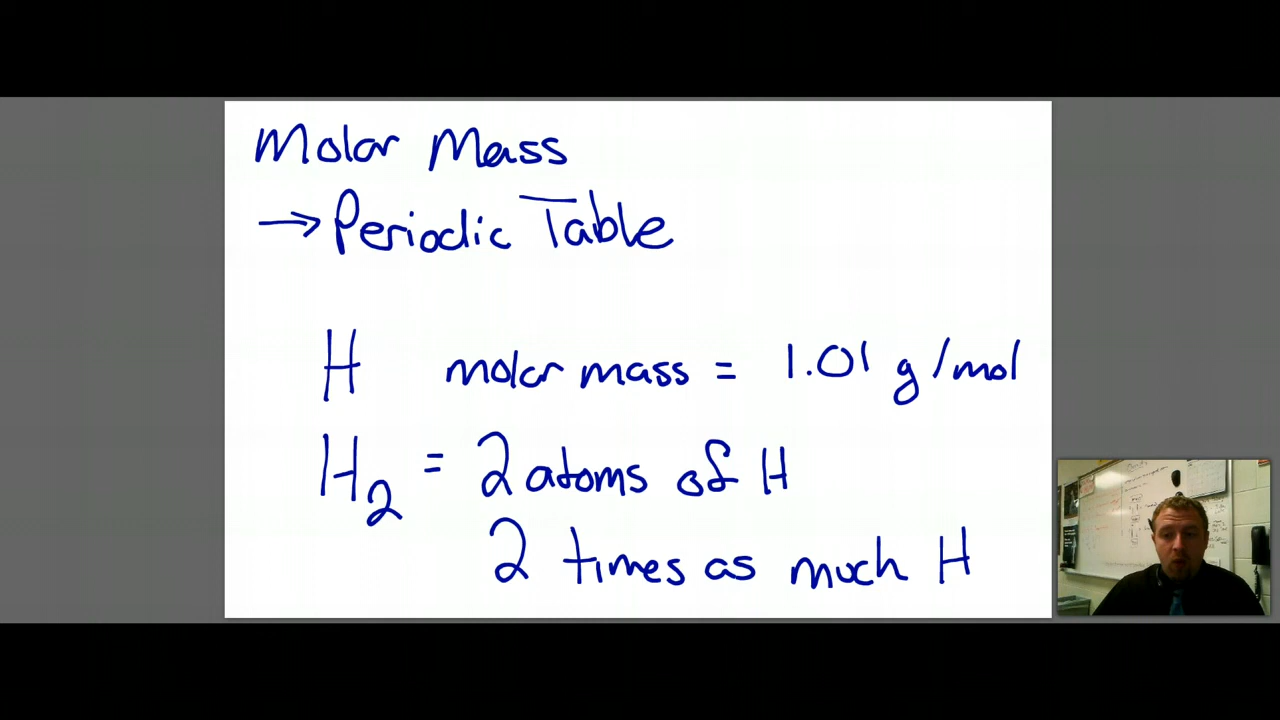 Molar Mass
→ Periodic Table
H molar mass = 1.01 g/mol
H₂ = 2 atoms of H
2 times as much H